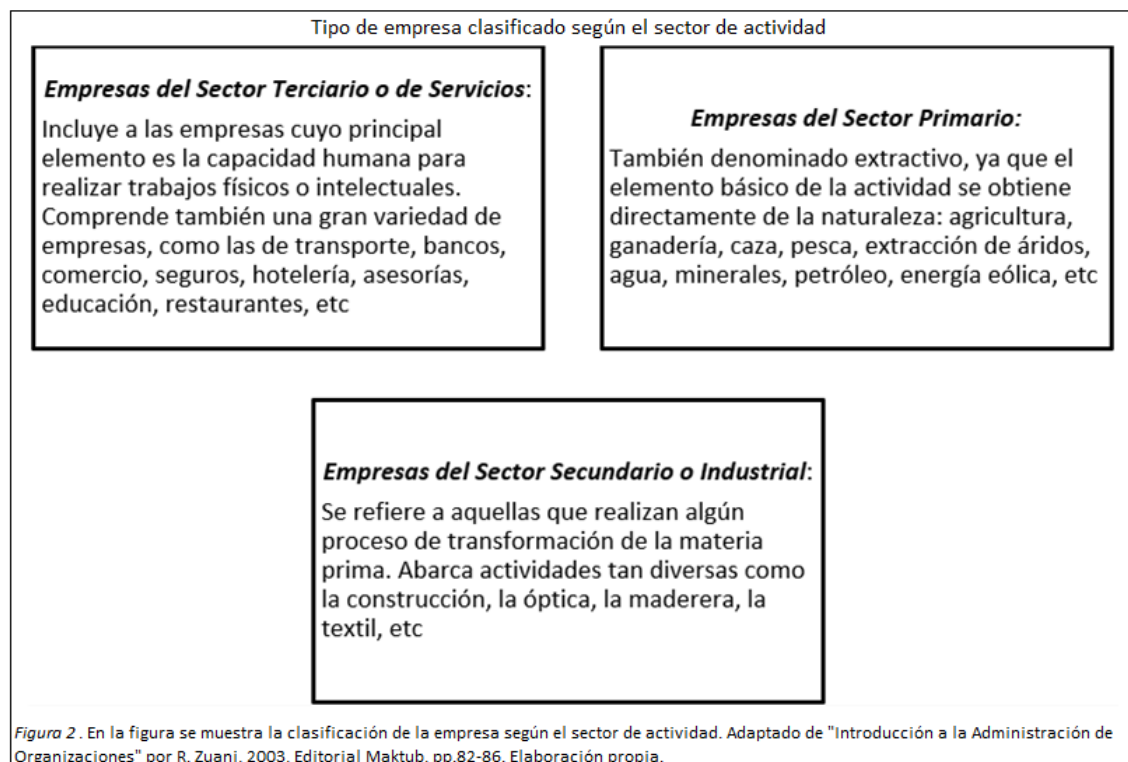 Tipo de empresa clasificado según el sector de actividad
Empresas del Sector Terciario o de Servicios:
Incluye a las empresas cuyo principal
elemento es la capacidad humana para
realizar trabajos físicos o intelectuales.
Comprende también una gran variedad de
empresas, como las de transporte, bancos,
comercio, seguros, hotelería, asesorías,
educación, restaurantes, etc
Empresas del Sector Primario:
También denominado extractivo, ya que el
elemento básico de la actividad se obtiene
directamente de la naturaleza: agricultura,
ganadería, caza, pesca, extracción de áridos,
agua, minerales, petróleo, energía eólica, etc
Empresas del Sector Secundario o Industrial:
Se refiere a aquellas que realizan algún
proceso de transformación de la materia
prima. Abarca actividades tan diversas como
la construcción, la óptica, la maderera, la
textil, etc
Figura 2. En la figura se muestra la clasificación de la empresa según el sector de actividad. Adaptado de "Introducción a la Administración de
Organizaciones" por R. Zuani, 2003, Editorial Maktub, pp.82-86. Elaboración propia.